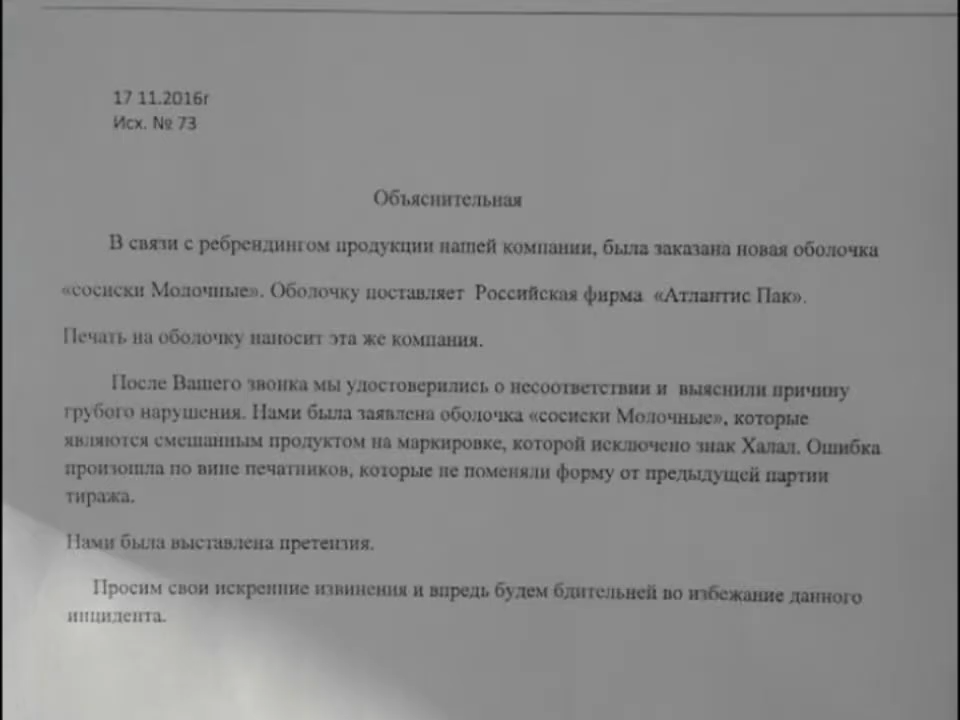 17 11.2016г
Исх. № 73
Объяснительная
В связи с ребрендингом продукции нашей компании, была заказана новая оболочка
«сосиски Молочные». Оболочку поставляет Российская фирма «Атлантис Пак».
Печать на оболочку наносит эта же компания.
После Вашего звонка мы удостоверились о несоответствии и выяснили причину
грубого нарушения. Нами была заявлена оболочка «сосиски Молочные», которые
являются смешанным продуктом на маркировке, которой исключено знак Халал. Ошибка
произошла по вине печатников, которые не поменяли форму от предыдущей партии
тиража.
Нами была выставлена претензия.
Просим свои искренние извинения и впредь будем бдительней во избежание данного
инцидента.